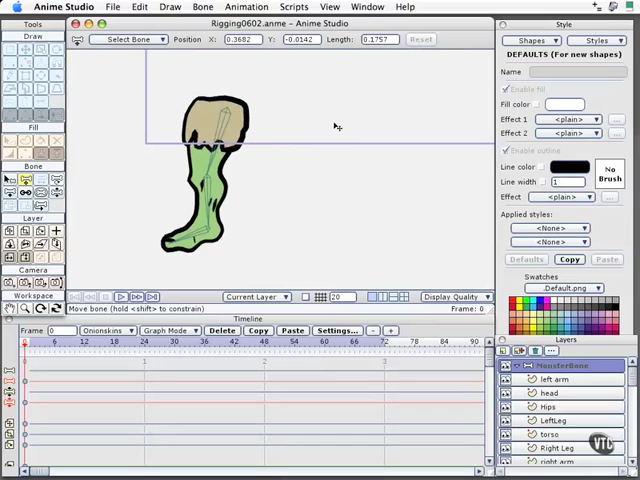 Anime Studio File Edit Draw Bone Animation Scripts View Window Help
Rigging0602.anme - Anime Studio
Tools
Draw
Fill
Bone
Layer
Camera
Workspace
Select Bone Position X: 0.3682 Y: -0.0142 Length: 0.1757 Reset
Current Layer 20 Display Quality
Move bone (hold <shift> to constrain) Frame: 0
Timeline
Frame 0 Onionskins Graph Mode Delete Copy Paste Settings... - +
0 6 12 18 24 30 36 42 48 54 60 66 72 78 84 90
0 1 2 3
Style
Shapes Styles
DEFAULTS (For new shapes)
Name
Enable fill
Fill color
Effect 1 <plain> ...
Effect 2 <plain> ...
Enable outline
Line color
No Brush
Line width 1
Effect <plain> ...
Applied styles:
<None>
<None>
Defaults Copy Paste
Swatches
.Default.png
Layers
MonsterBone
left arm
head
Hips
LeftLeg
torso
Right Leg
right arm
VTC